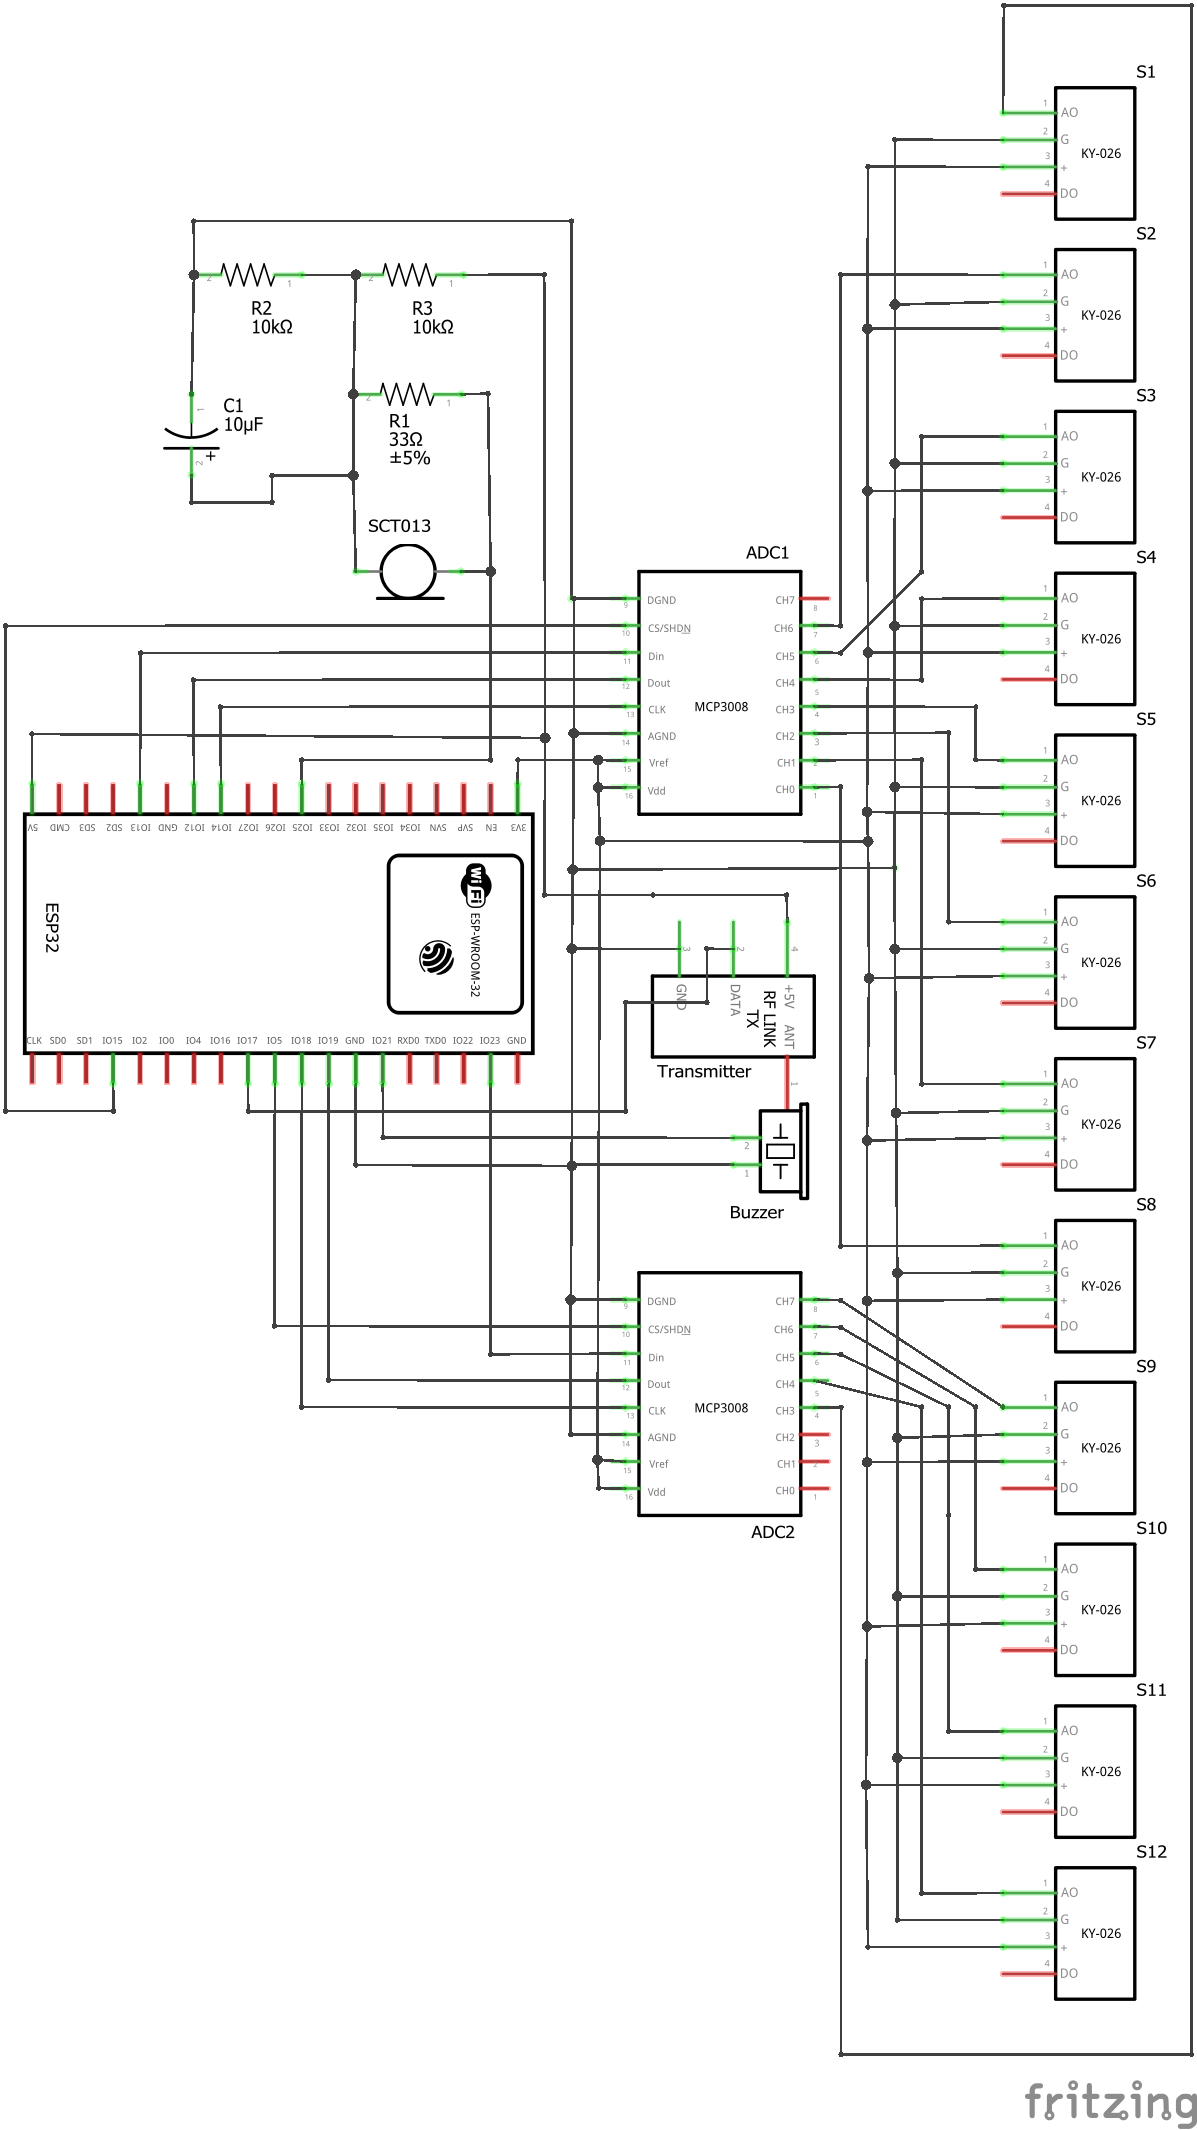 S1
1 AO
2 G
3 +
4 DO
KY-026
S2
1 AO
2 G
3 +
4 DO
KY-026
S3
1 AO
2 G
3 +
4 DO
KY-026
S4
1 AO
2 G
3 +
4 DO
KY-026
S5
1 AO
2 G
3 +
4 DO
KY-026
S6
1 AO
2 G
3 +
4 DO
KY-026
S7
1 AO
2 G
3 +
4 DO
KY-026
S8
1 AO
2 G
3 +
4 DO
KY-026
S9
1 AO
2 G
3 +
4 DO
KY-026
S10
1 AO
2 G
3 +
4 DO
KY-026
S11
1 AO
2 G
3 +
4 DO
KY-026
S12
1 AO
2 G
3 +
4 DO
KY-026
2 1
R2
10kΩ
2 1
R3
10kΩ
2 1
R1
33Ω
±5%
1
C1
10μF
2 +
SCT013
ADC1
MCP3008
9 DGND
10 CS/SHDN
11 Din
12 Dout
13 CLK
14 AGND
15 Vref
16 Vdd
CH7 8
CH6 7
CH5 6
CH4 5
CH3 4
CH2 3
CH1 2
CH0 1
5V CMD SD3 SD2 IO13 GND IO12 IO14 IO27 IO26 IO25 IO33 IO32 IO35 IO34 SVN SVP EN 3V3
ESP32
WiFi
ESP-WROOM-32
CLK SD0 SD1 IO15 IO2 IO0 IO4 IO16 IO17 IO5 IO18 IO19 GND IO21 RXD0 TXD0 IO22 IO23 GND
3 2 4
GND DATA +5V
RF LINK
TX
ANT
1
Transmitter
2
1
Buzzer
9 DGND
10 CS/SHDN
11 Din
12 Dout
13 CLK
14 AGND
15 Vref
16 Vdd
MCP3008
CH7 8
CH6 7
CH5 6
CH4 5
CH3 4
CH2 3
CH1 2
CH0 1
ADC2
fritzing